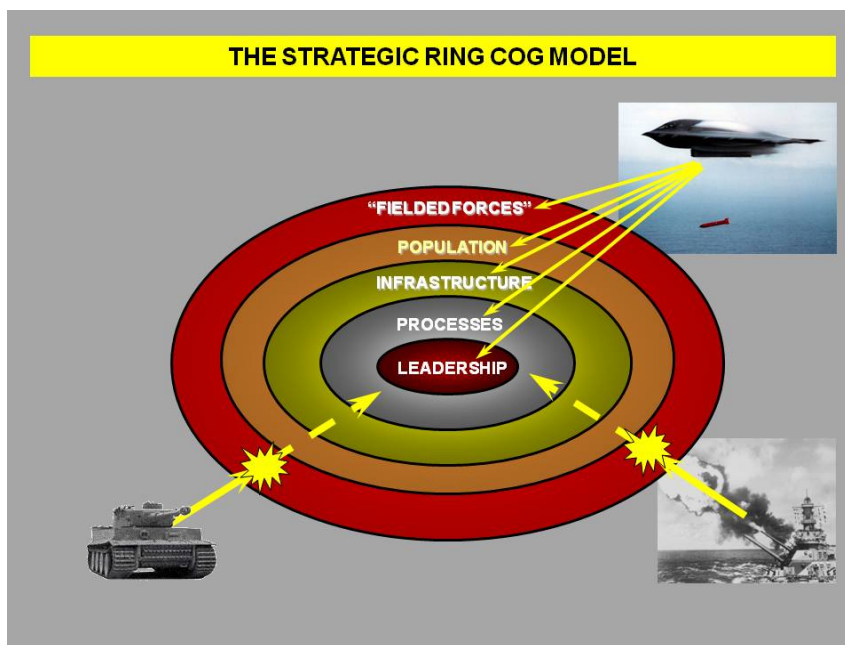 THE STRATEGIC RING COG MODEL
“FIELDED FORCES”
POPULATION
INFRASTRUCTURE
PROCESSES
LEADERSHIP